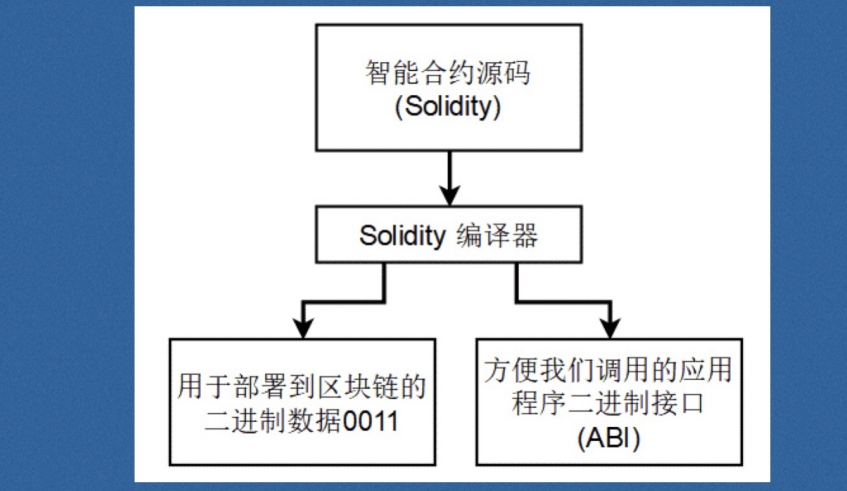 智能合约源码
(Solidity)
Solidity 编译器
用于部署到区块链的
二进制数据0011
方便我们调用的应用
程序二进制接口
(ABI)